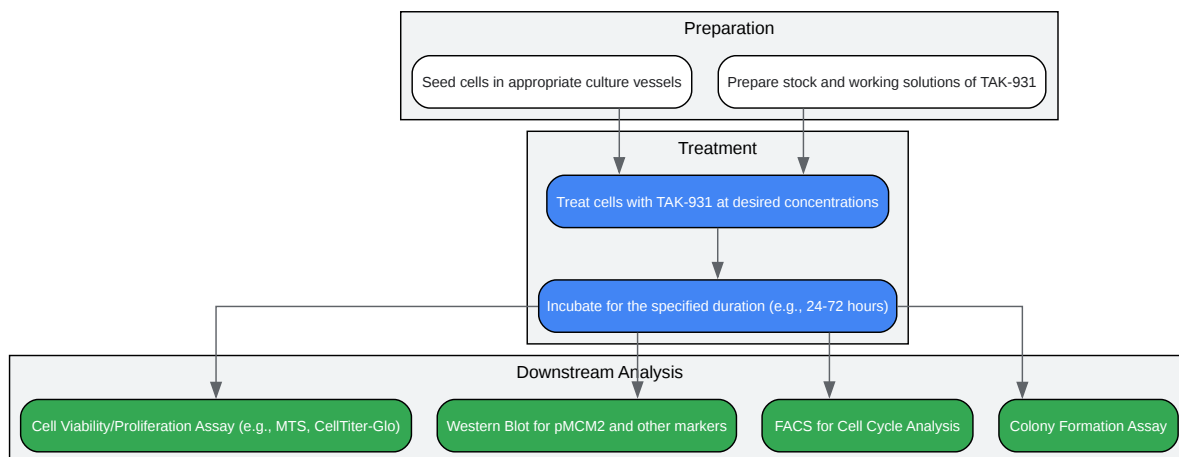 Preparation
Seed cells in appropriate culture vessels
Prepare stock and working solutions of TAK-931
Treatment
Treat cells with TAK-931 at desired concentrations
Incubate for the specified duration (e.g., 24-72 hours)
Downstream Analysis
Cell Viability/Proliferation Assay (e.g., MTS, CellTiter-Glo)
Western Blot for pMCM2 and other markers
FACS for Cell Cycle Analysis
Colony Formation Assay